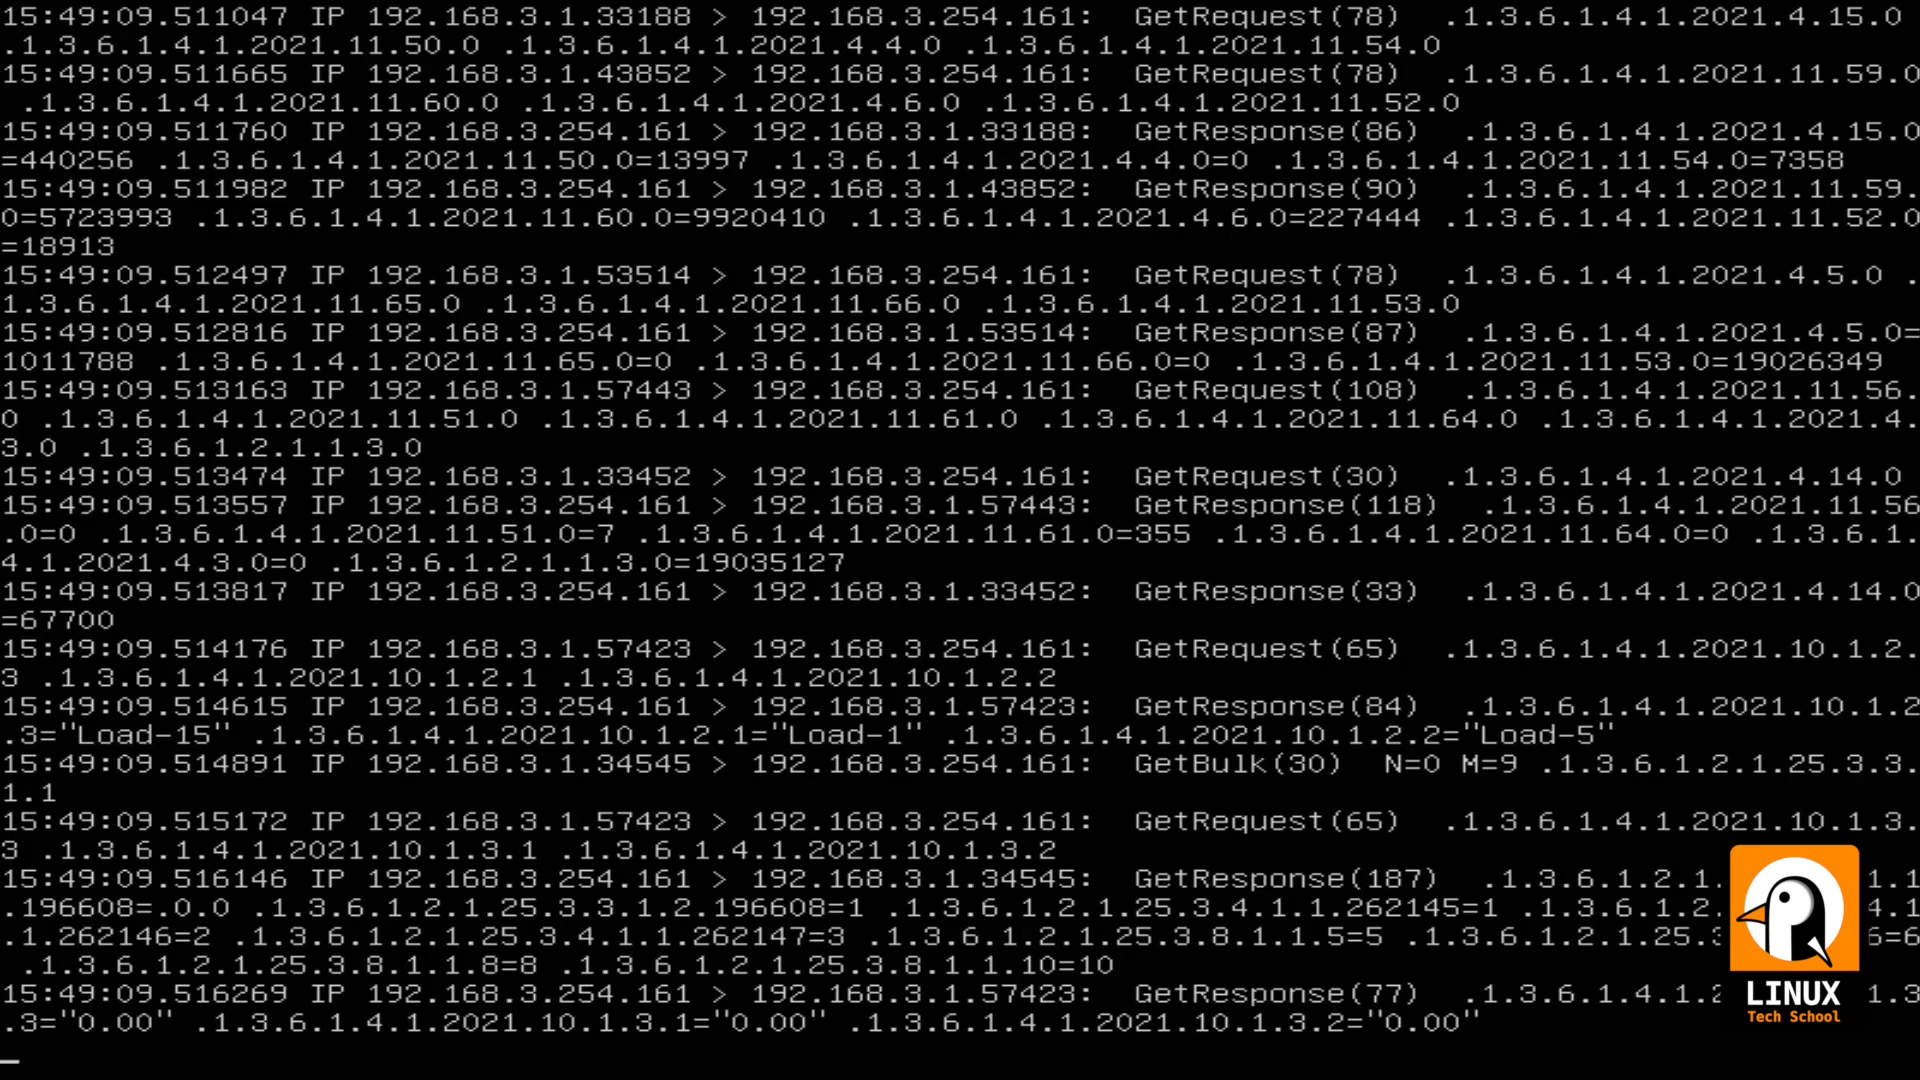 15:49:09.511047 IP 192.168.3.1.33188 > 192.168.3.254.161:  GetRequest(78)  .1.3.6.1.4.1.2021.4.15.0
.1.3.6.1.4.1.2021.11.50.0 .1.3.6.1.4.1.2021.4.4.0 .1.3.6.1.4.1.2021.11.54.0
15:49:09.511665 IP 192.168.3.1.43852 > 192.168.3.254.161:  GetRequest(78)  .1.3.6.1.4.1.2021.11.59.0
 .1.3.6.1.4.1.2021.11.60.0 .1.3.6.1.4.1.2021.4.6.0 .1.3.6.1.4.1.2021.11.52.0
15:49:09.511760 IP 192.168.3.254.161 > 192.168.3.1.33188:  GetResponse(86)  .1.3.6.1.4.1.2021.4.15.0
=440256 .1.3.6.1.4.1.2021.11.50.0=13997 .1.3.6.1.4.1.2021.4.4.0=0 .1.3.6.1.4.1.2021.11.54.0=7358
15:49:09.511982 IP 192.168.3.254.161 > 192.168.3.1.43852:  GetResponse(90)  .1.3.6.1.4.1.2021.11.59.
0=5723993 .1.3.6.1.4.1.2021.11.60.0=9920410 .1.3.6.1.4.1.2021.4.6.0=227444 .1.3.6.1.4.1.2021.11.52.0
=18913
15:49:09.512497 IP 192.168.3.1.53514 > 192.168.3.254.161:  GetRequest(78)  .1.3.6.1.4.1.2021.4.5.0 .
1.3.6.1.4.1.2021.11.65.0 .1.3.6.1.4.1.2021.11.66.0 .1.3.6.1.4.1.2021.11.53.0
15:49:09.512816 IP 192.168.3.254.161 > 192.168.3.1.53514:  GetResponse(87)  .1.3.6.1.4.1.2021.4.5.0=
1011788 .1.3.6.1.4.1.2021.11.65.0=0 .1.3.6.1.4.1.2021.11.66.0=0 .1.3.6.1.4.1.2021.11.53.0=19026349
15:49:09.513163 IP 192.168.3.1.57443 > 192.168.3.254.161:  GetRequest(108)  .1.3.6.1.4.1.2021.11.56.
0 .1.3.6.1.4.1.2021.11.51.0 .1.3.6.1.4.1.2021.11.61.0 .1.3.6.1.4.1.2021.11.64.0 .1.3.6.1.4.1.2021.4.
3.0 .1.3.6.1.2.1.1.3.0
15:49:09.513474 IP 192.168.3.1.33452 > 192.168.3.254.161:  GetRequest(30)  .1.3.6.1.4.1.2021.4.14.0
15:49:09.513557 IP 192.168.3.254.161 > 192.168.3.1.57443:  GetResponse(118)  .1.3.6.1.4.1.2021.11.56
.0=0 .1.3.6.1.4.1.2021.11.51.0=7 .1.3.6.1.4.1.2021.11.61.0=355 .1.3.6.1.4.1.2021.11.64.0=0 .1.3.6.1.
4.1.2021.4.3.0=0 .1.3.6.1.2.1.1.3.0=19035127
15:49:09.513817 IP 192.168.3.254.161 > 192.168.3.1.33452:  GetResponse(33)  .1.3.6.1.4.1.2021.4.14.0
=67700
15:49:09.514176 IP 192.168.3.1.57423 > 192.168.3.254.161:  GetRequest(65)  .1.3.6.1.4.1.2021.10.1.2.
3 .1.3.6.1.4.1.2021.10.1.2.1 .1.3.6.1.4.1.2021.10.1.2.2
15:49:09.514615 IP 192.168.3.254.161 > 192.168.3.1.57423:  GetResponse(84)  .1.3.6.1.4.1.2021.10.1.2
.3="Load-15" .1.3.6.1.4.1.2021.10.1.2.1="Load-1" .1.3.6.1.4.1.2021.10.1.2.2="Load-5"
15:49:09.514891 IP 192.168.3.1.34545 > 192.168.3.254.161:  GetBulk(30)  N=0 M=9 .1.3.6.1.2.1.25.3.3.
1.1
15:49:09.515172 IP 192.168.3.1.57423 > 192.168.3.254.161:  GetRequest(65)  .1.3.6.1.4.1.2021.10.1.3.
3 .1.3.6.1.4.1.2021.10.1.3.1 .1.3.6.1.4.1.2021.10.1.3.2
15:49:09.516146 IP 192.168.3.254.161 > 192.168.3.1.34545:  GetResponse(187)  .1.3.6.1.2.1. 1.1
.196608=.0.0 .1.3.6.1.2.1.25.3.3.1.2.196608=1 .1.3.6.1.2.1.25.3.4.1.1.262145=1 .1.3.6.1.2. 4.1
.1.262146=2 .1.3.6.1.2.1.25.3.4.1.1.262147=3 .1.3.6.1.2.1.25.3.8.1.1.5=5 .1.3.6.1.2.1.25.3 6=6
 .1.3.6.1.2.1.25.3.8.1.1.8=8 .1.3.6.1.2.1.25.3.8.1.1.10=10
15:49:09.516269 IP 192.168.3.254.161 > 192.168.3.1.57423:  GetResponse(77)  .1.3.6.1.4.1.2 1.3
.3="0.00" .1.3.6.1.4.1.2021.10.1.3.1="0.00" .1.3.6.1.4.1.2021.10.1.3.2="0.00"
LINUX
Tech School